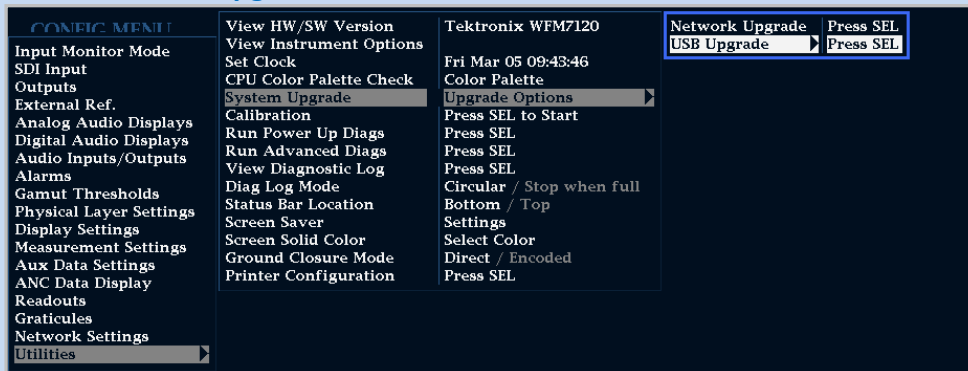 CONFIG MENU
Input Monitor Mode
SDI Input
Outputs
External Ref.
Analog Audio Displays
Digital Audio Displays
Audio Inputs/Outputs
Alarms
Gamut Thresholds
Physical Layer Settings
Display Settings
Measurement Settings
Aux Data Settings
ANC Data Display
Readouts
Graticules
Network Settings
Utilities
View HW/SW Version Tektronix WFM7120
View Instrument Options
Set Clock Fri Mar 05 09:43:46
CPU Color Palette Check Color Palette
System Upgrade Upgrade Options
Calibration Press SEL to Start
Run Power Up Diags Press SEL
Run Advanced Diags Press SEL
View Diagnostic Log Press SEL
Diag Log Mode Circular / Stop when full
Status Bar Location Bottom / Top
Screen Saver Settings
Screen Solid Color Select Color
Ground Closure Mode Direct / Encoded
Printer Configuration Press SEL
Network Upgrade Press SEL
USB Upgrade Press SEL